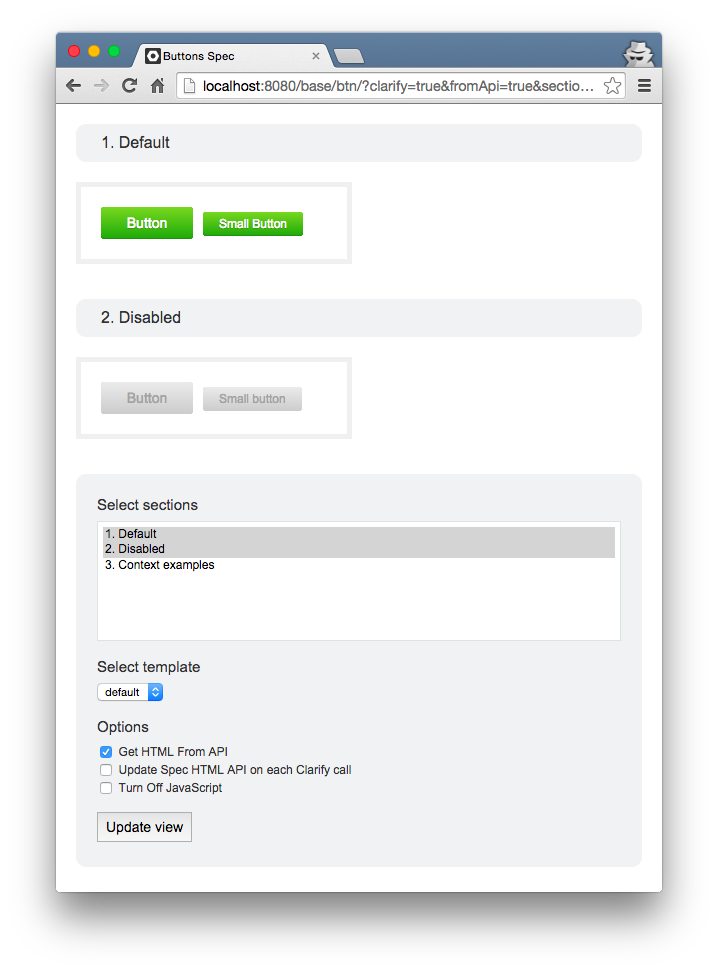 Buttons Spec
localhost:8080/base/btn/?clarify=true&fromApi=true&sectio...
1. Default
Button
Small Button
2. Disabled
Button
Small button
Select sections
1. Default
2. Disabled
3. Context examples
Select template
default
Options
Get HTML From API
Update Spec HTML API on each Clarify call
Turn Off JavaScript
Update view